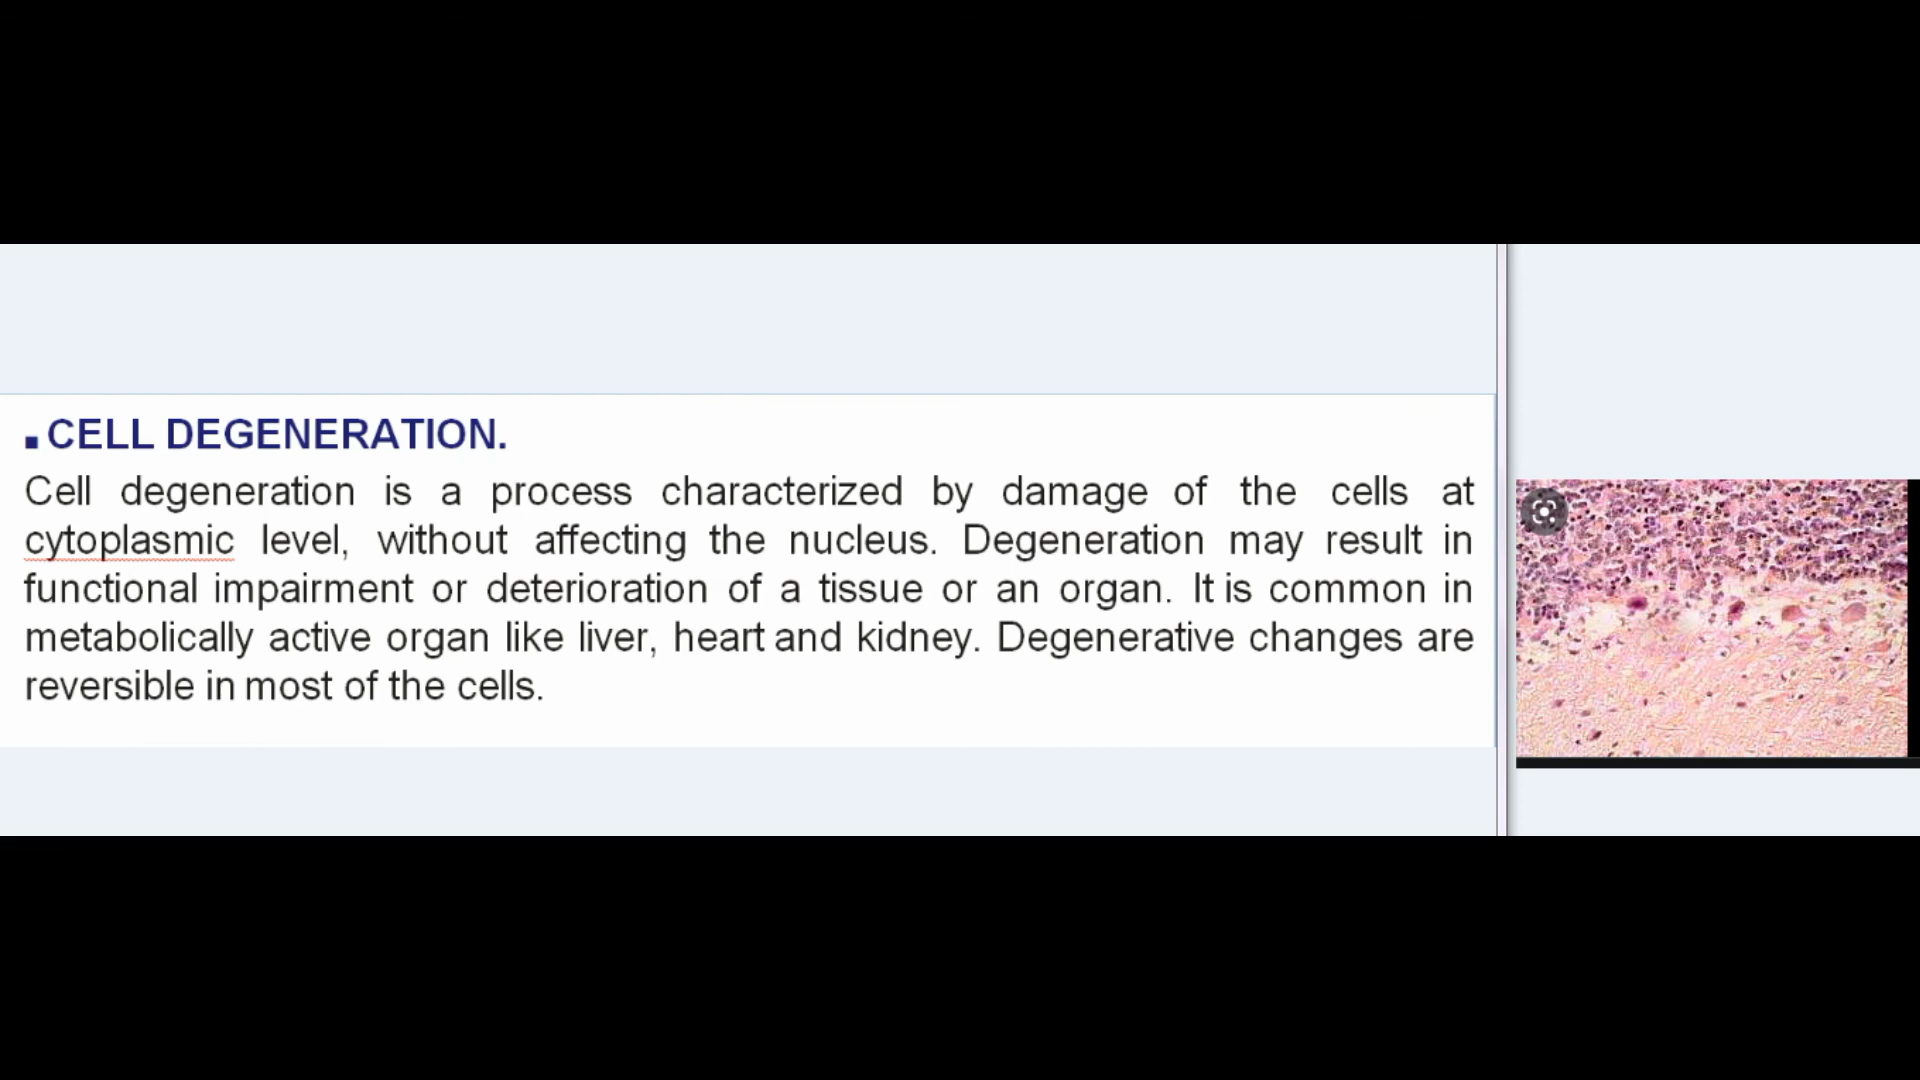 ▪CELL DEGENERATION.
Cell degeneration is a process characterized by damage of the cells at
cytoplasmic level, without affecting the nucleus. Degeneration may result in
functional impairment or deterioration of a tissue or an organ. It is common in
metabolically active organ like liver, heart and kidney. Degenerative changes are
reversible in most of the cells.